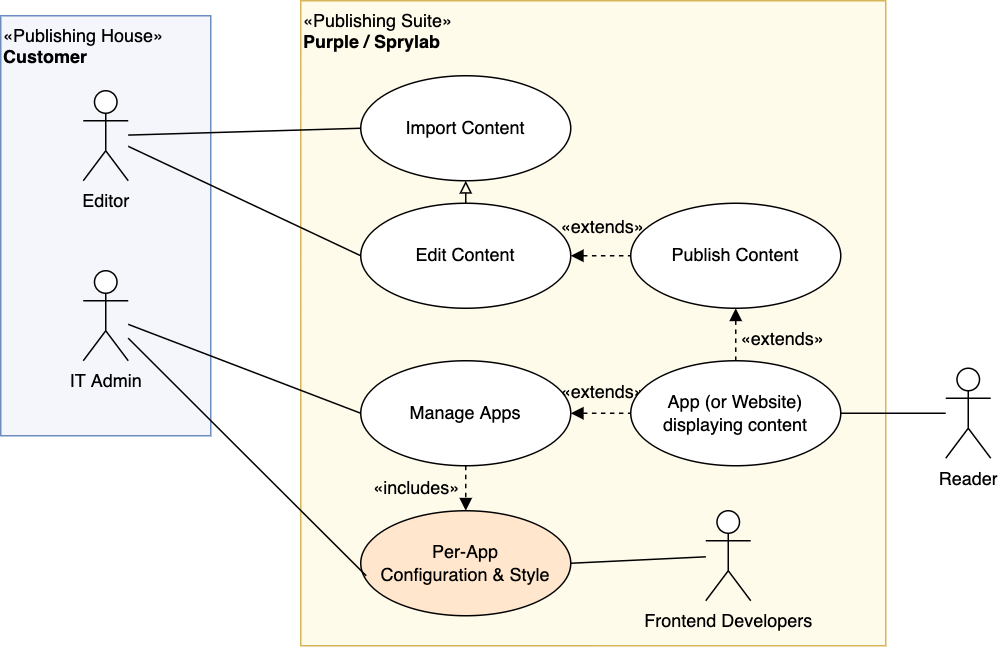 «Publishing House»
Customer
Editor
IT Admin
«Publishing Suite»
Purple / Sprylab
Import Content
Edit Content
«extends»
Publish Content
«extends»
Manage Apps
«extends»
App (or Website)
displaying content
Reader
«includes»
Per-App
Configuration & Style
Frontend Developers